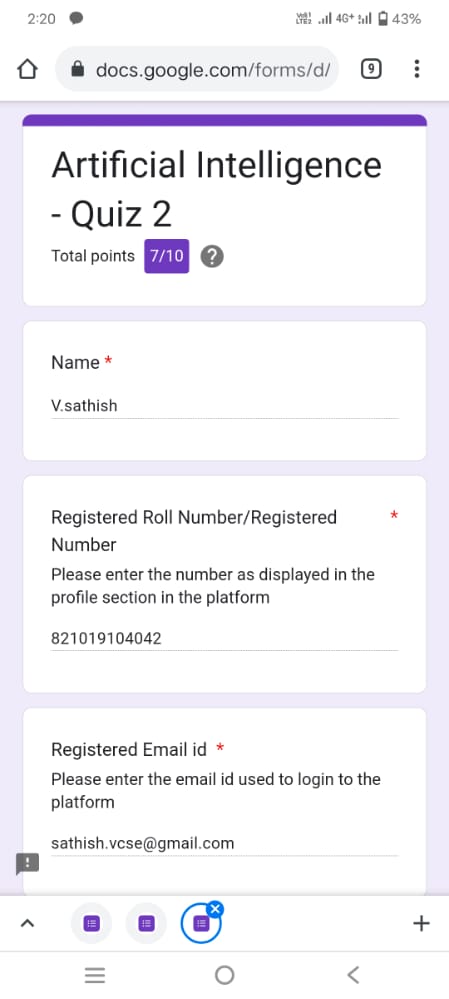 2:20
Vo1) LTE2 4G+ 43%
docs.google.com/forms/d/
9
Artificial Intelligence
- Quiz 2
Total points 7/10 ?
Name *
V.sathish
Registered Roll Number/Registered *
Number
Please enter the number as displayed in the
profile section in the platform
821019104042
Registered Email id *
Please enter the email id used to login to the
platform
sathish.vcse@gmail.com